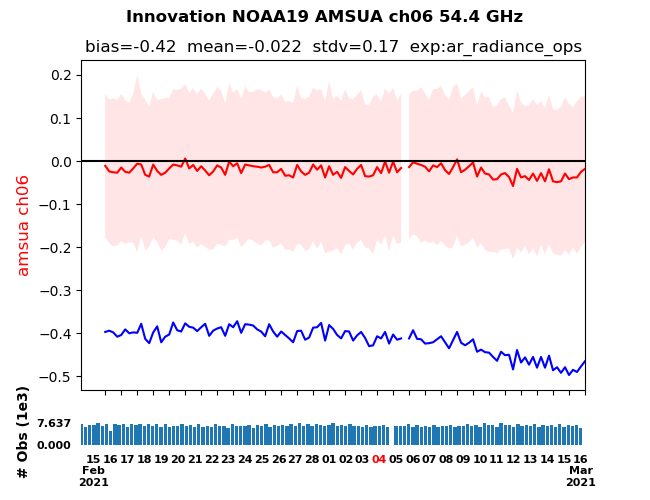 Innovation NOAA19 AMSUA ch06 54.4 GHz
bias=-0.42 mean=-0.022 stdv=0.17 exp:ar_radiance_ops
0.2
0.1
0.0
−0.1
−0.2
−0.3
−0.4
−0.5
amsua ch06
# Obs (1e3)
7.637
0.000
15 16 17 18 19 20 21 22 23 24 25 26 27 28 01 02 03 04 05 06 07 08 09 10 11 12 13 14 15 16
Feb Mar
2021 2021